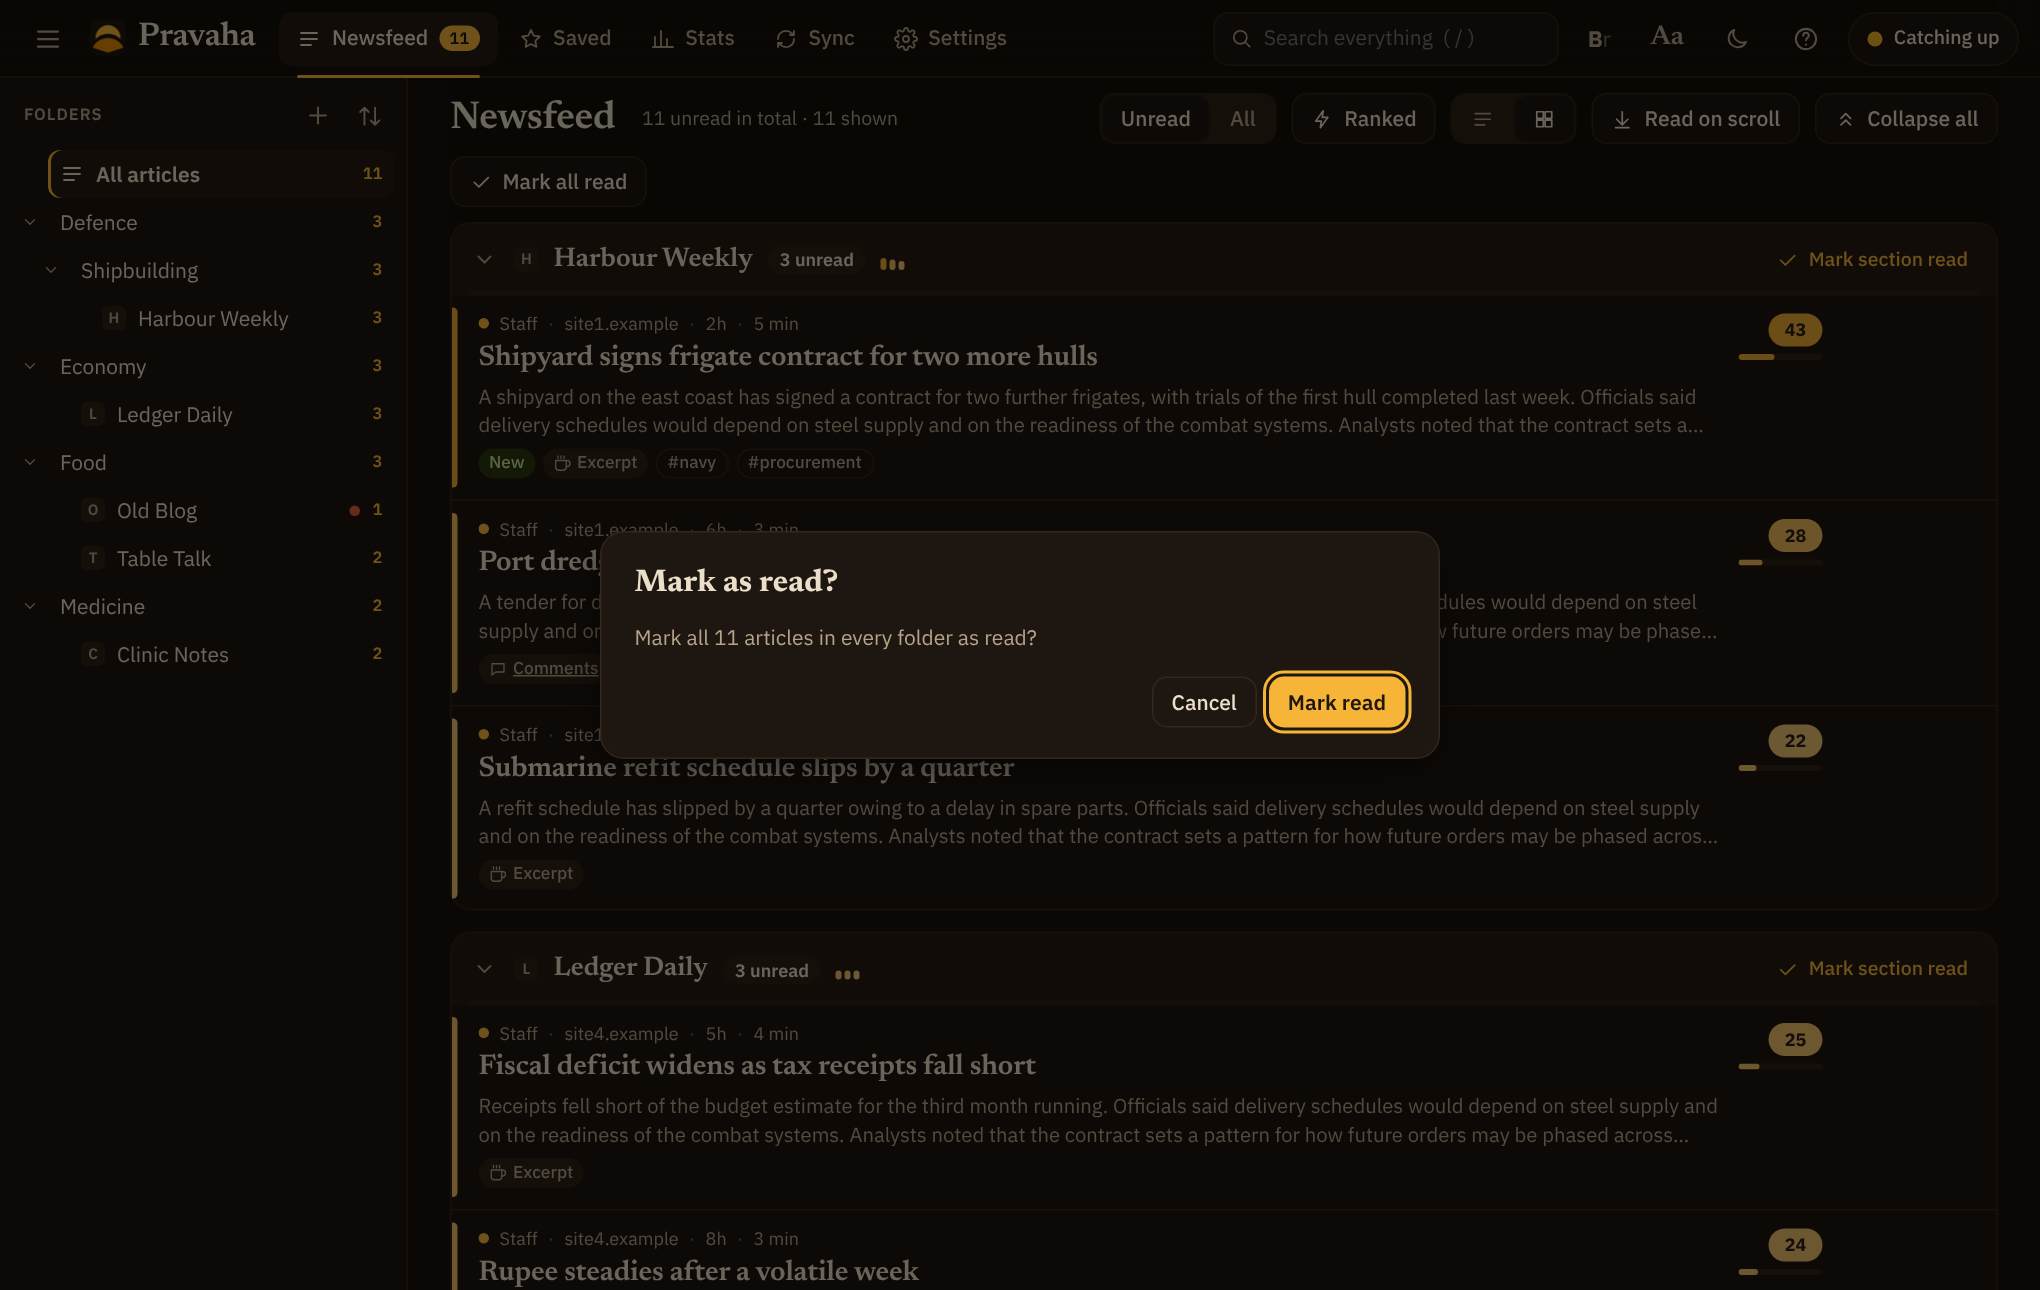 Pravaha
Newsfeed 11
Saved
Stats
Sync
Settings
Search everything ( / )
Br
Aa
Catching up
FOLDERS
All articles 11
Defence 3
Shipbuilding 3
H Harbour Weekly 3
Economy 3
L Ledger Daily 3
Food 3
O Old Blog 1
T Table Talk 2
Medicine 2
C Clinic Notes 2
Newsfeed 11 unread in total · 11 shown
Unread All
Ranked
Read on scroll
Collapse all
Mark all read
H Harbour Weekly 3 unread
Mark section read
Staff · site1.example · 2h · 5 min
43
Shipyard signs frigate contract for two more hulls
A shipyard on the east coast has signed a contract for two further frigates, with trials of the first hull completed last week. Officials said
delivery schedules would depend on steel supply and on the readiness of the combat systems. Analysts noted that the contract sets a...
New Excerpt #navy #procurement
Staff · site1.example · 6h · 3 min
28
Port dred
A tender for d
dules would depend on steel
supply and or
future orders may be phase...
Comments
Mark as read?
Mark all 11 articles in every folder as read?
Cancel
Mark read
Staff · site1
22
Submarine refit schedule slips by a quarter
A refit schedule has slipped by a quarter owing to a delay in spare parts. Officials said delivery schedules would depend on steel supply
and on the readiness of the combat systems. Analysts noted that the contract sets a pattern for how future orders may be phased acros...
Excerpt
L Ledger Daily 3 unread
Mark section read
Staff · site4.example · 5h · 4 min
25
Fiscal deficit widens as tax receipts fall short
Receipts fell short of the budget estimate for the third month running. Officials said delivery schedules would depend on steel supply and
on the readiness of the combat systems. Analysts noted that the contract sets a pattern for how future orders may be phased across...
Excerpt
Staff · site4.example · 8h · 3 min
24
Rupee steadies after a volatile week